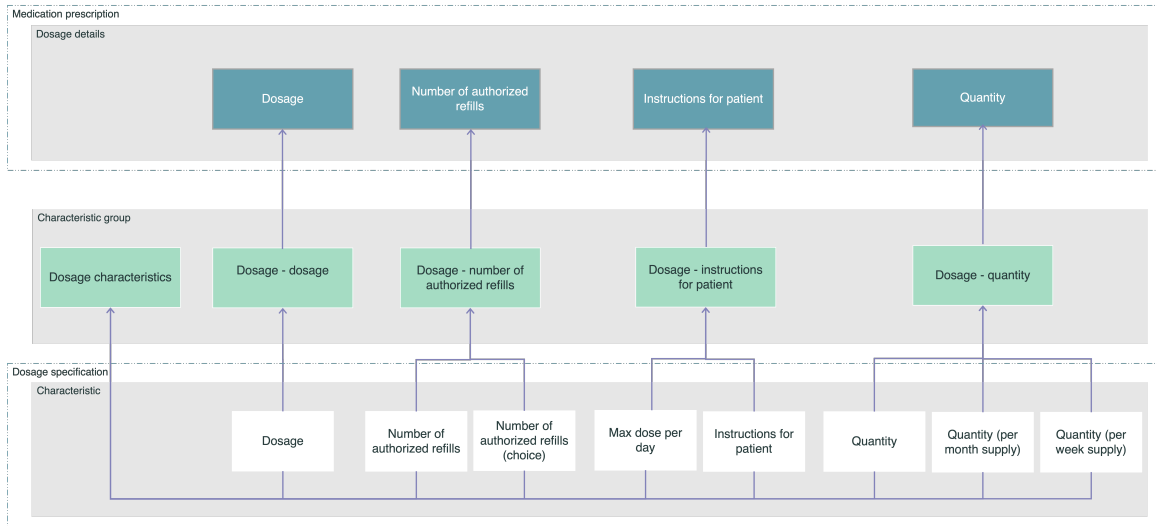 Medication prescription
Dosage details
Dosage
Number of authorized
refills
Instructions for patient
Quantity
Characteristic group
Dosage characteristics
Dosage - dosage
Dosage - number of
authorized refills
Dosage - instructions
for patient
Dosage - quantity
Dosage specification
Characteristic
Dosage
Number of
authorized refills
Number of
authorized refills
(choice)
Max dose per
day
Instructions for
patient
Quantity
Quantity (per
month supply)
Quantity (per
week supply)